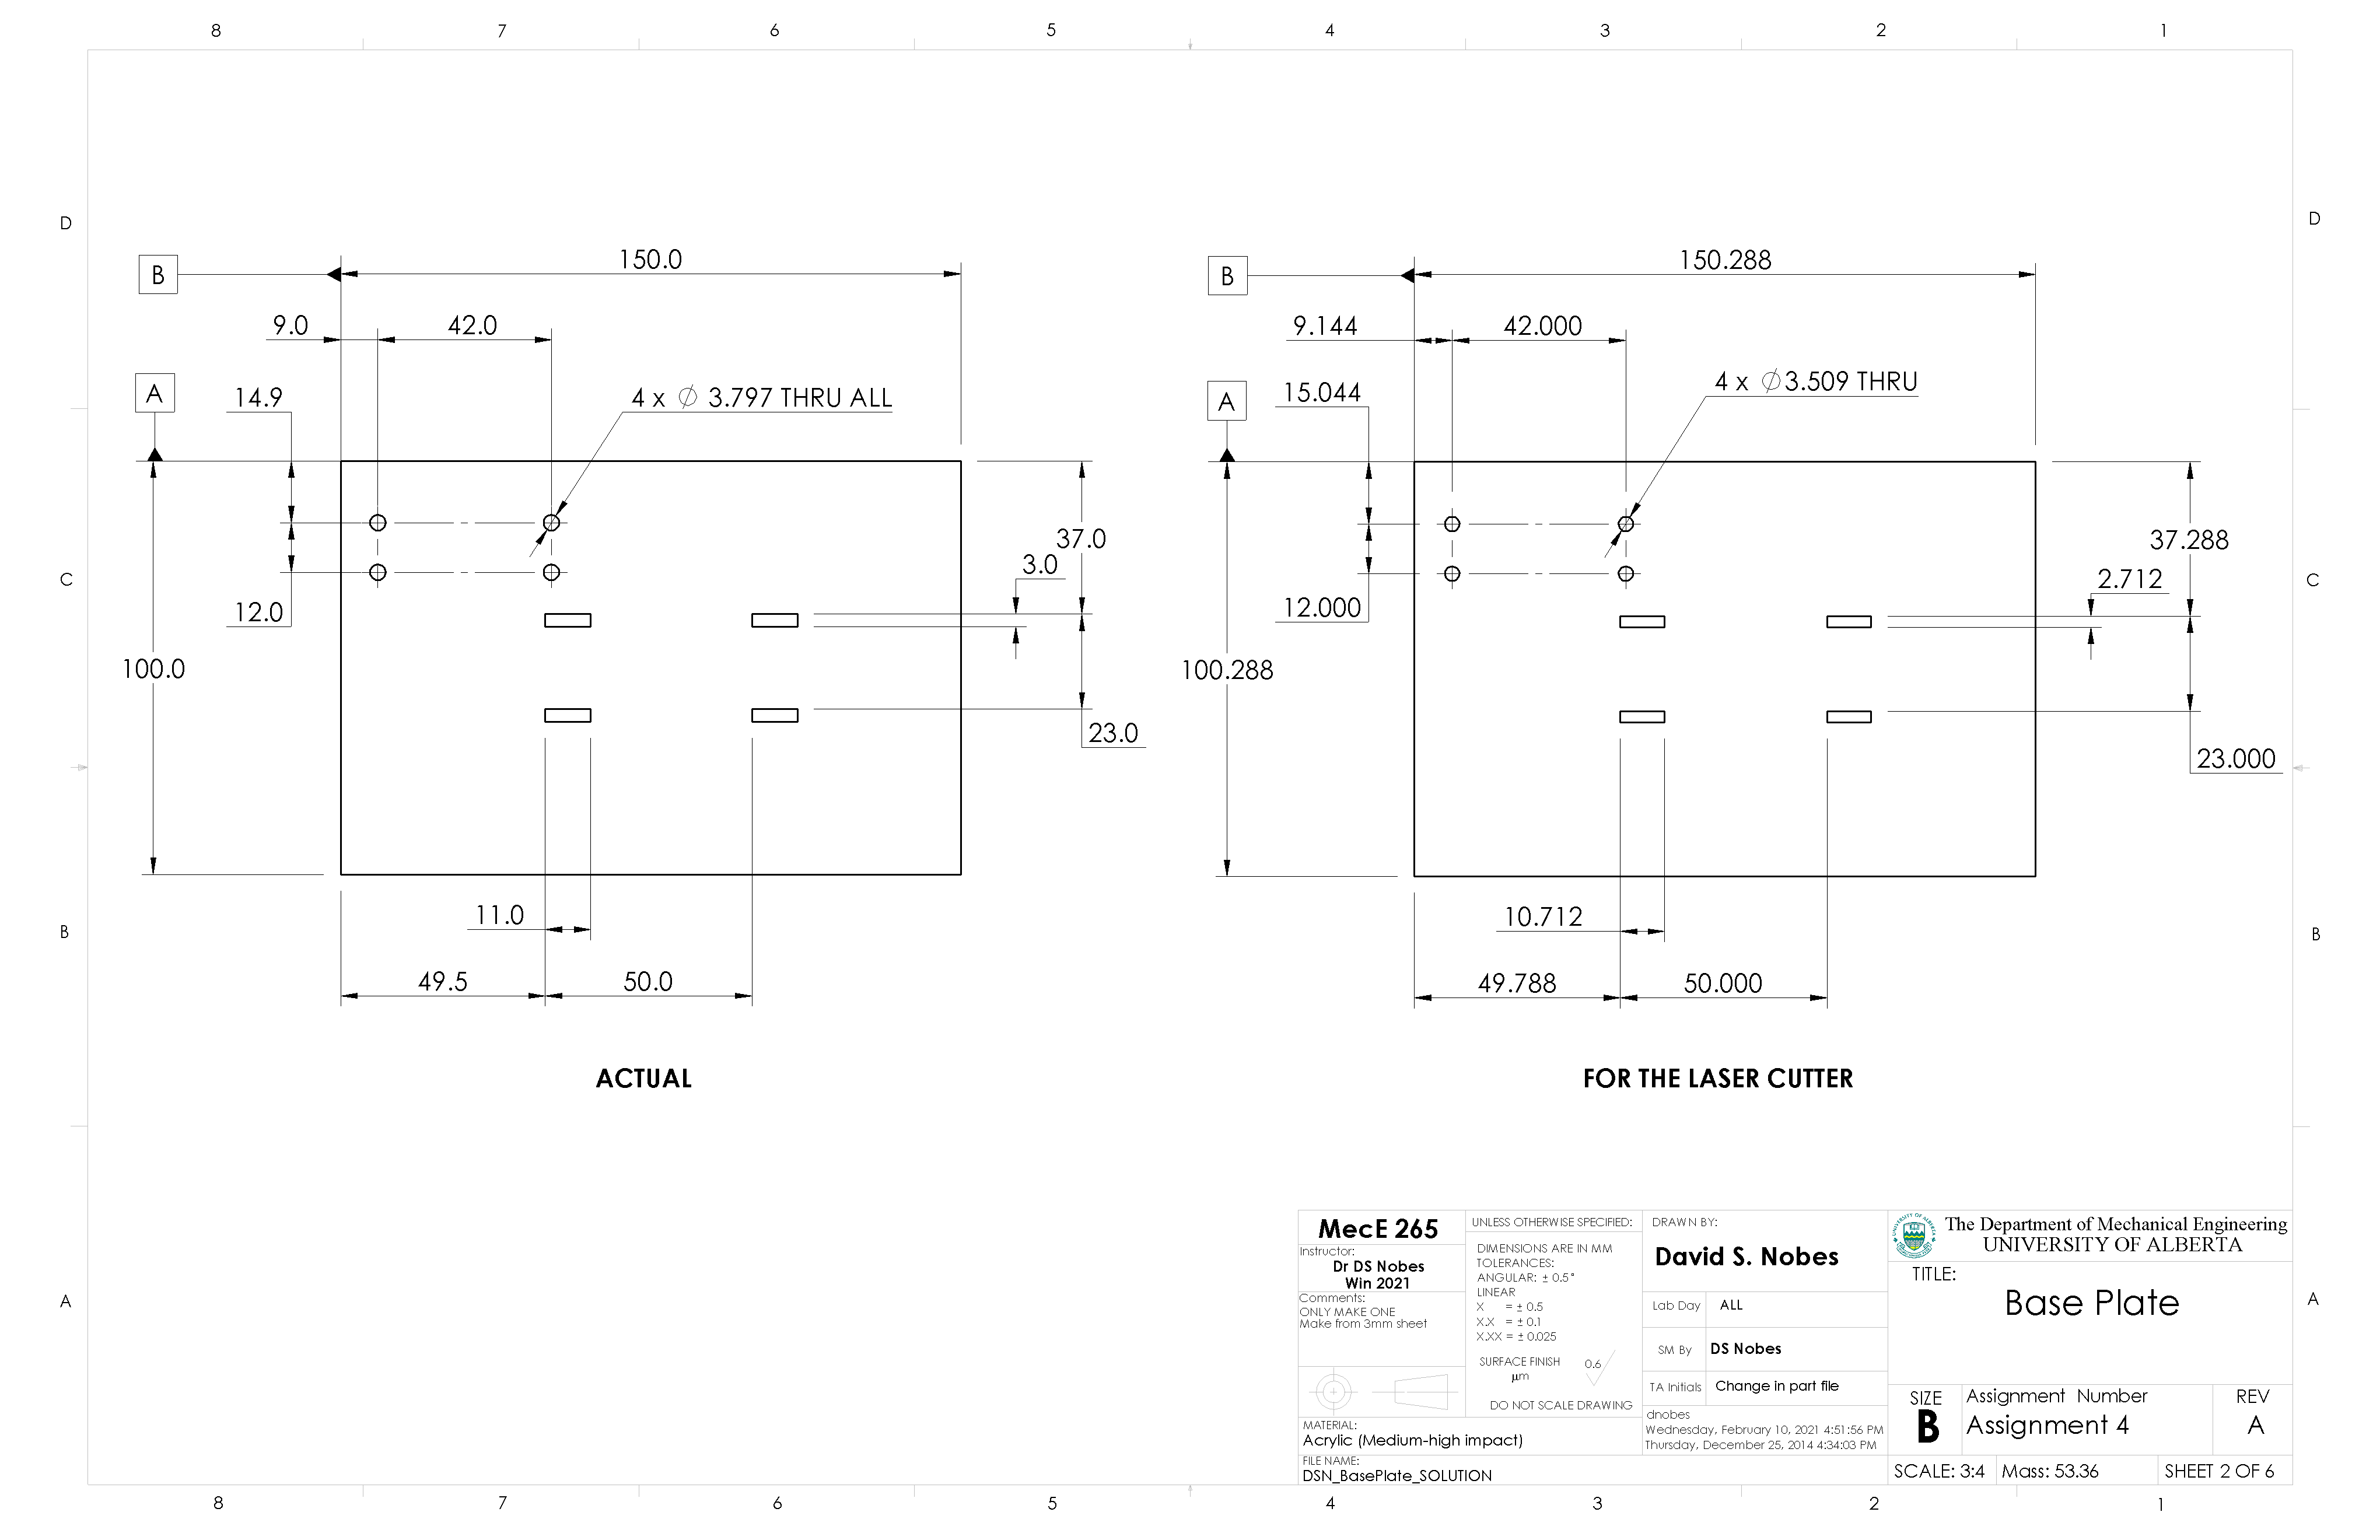 8 7 6 5 4 3 2 1
D D
C C
B B
A A
B
150.0
9.0
42.0
A
14.9
4 x ∅ 3.797 THRU ALL
37.0
3.0
12.0
100.0
23.0
11.0
49.5
50.0
ACTUAL
B
150.288
9.144
42.000
A
15.044
4 x ∅3.509 THRU
37.288
2.712
12.000
100.288
23.000
10.712
49.788
50.000
FOR THE LASER CUTTER
MecE 265
Instructor:
Dr DS Nobes
Win 2021
Comments:
ONLY MAKE ONE
Make from 3mm sheet
UNLESS OTHERWISE SPECIFIED:
DIMENSIONS ARE IN MM
TOLERANCES:
ANGULAR: ± 0.5°
LINEAR
X = ± 0.5
X.X = ± 0.1
X.XX = ± 0.025
SURFACE FINISH 0.6
μm
DO NOT SCALE DRAWING
MATERIAL:
Acrylic (Medium-high impact)
FILE NAME:
DSN_BasePlate_SOLUTION
DRAWN BY:
David S. Nobes
Lab Day ALL
SM By DS Nobes
TA Initials Change in part file
dnobes
Wednesday, February 10, 2021 4:51:56 PM
Thursday, December 25, 2014 4:34:03 PM
UNIVERSITY OF ALBERTA
The Department of Mechanical Engineering
UNIVERSITY OF ALBERTA
TITLE:
Base Plate
SIZE
B
Assignment Number
Assignment 4
REV
A
SCALE: 3:4
Mass: 53.36
SHEET 2 OF 6
8 7 6 5 4 3 2 1